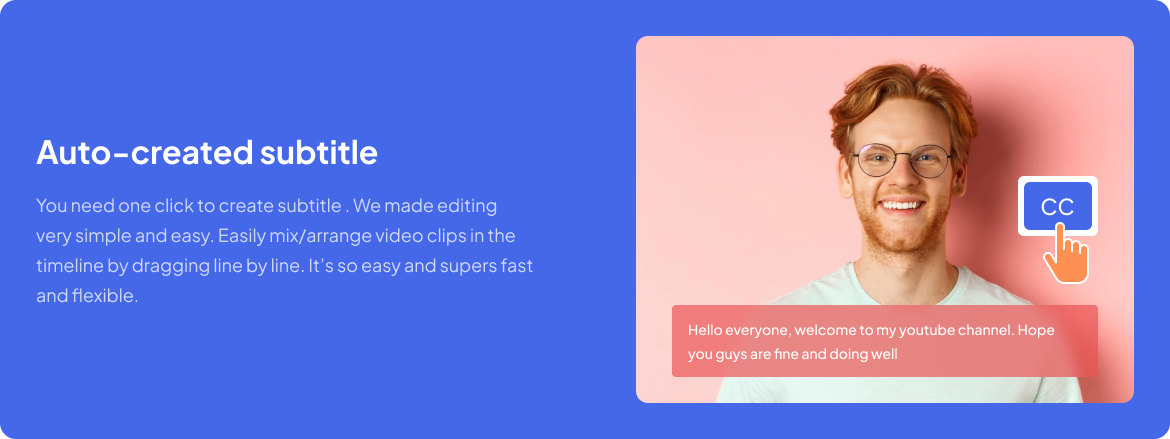 Auto-created subtitle
You need one click to create subtitle . We made editing
very simple and easy. Easily mix/arrange video clips in the
timeline by dragging line by line. It's so easy and supers fast
and flexible.
CC
Hello everyone, welcome to my youtube channel. Hope
you guys are fine and doing well